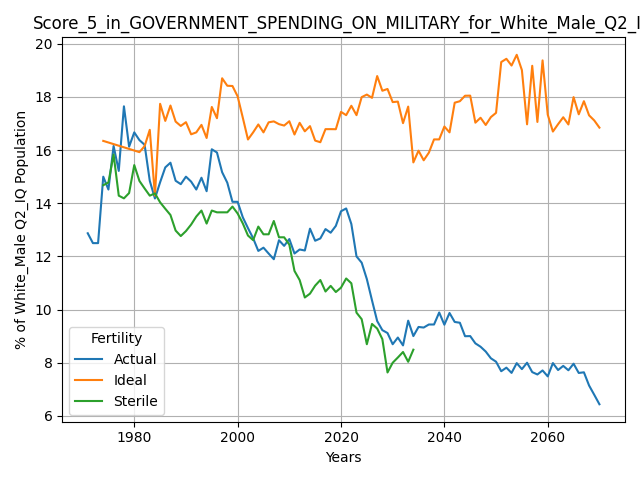 Score_5_in_GOVERNMENT_SPENDING_ON_MILITARY_for_White_Male_Q2_I
20
18
16
14
12
10
8
6
% of White_Male Q2_IQ Population
Fertility
Actual
Ideal
Sterile
1980 2000 2020 2040 2060
Years